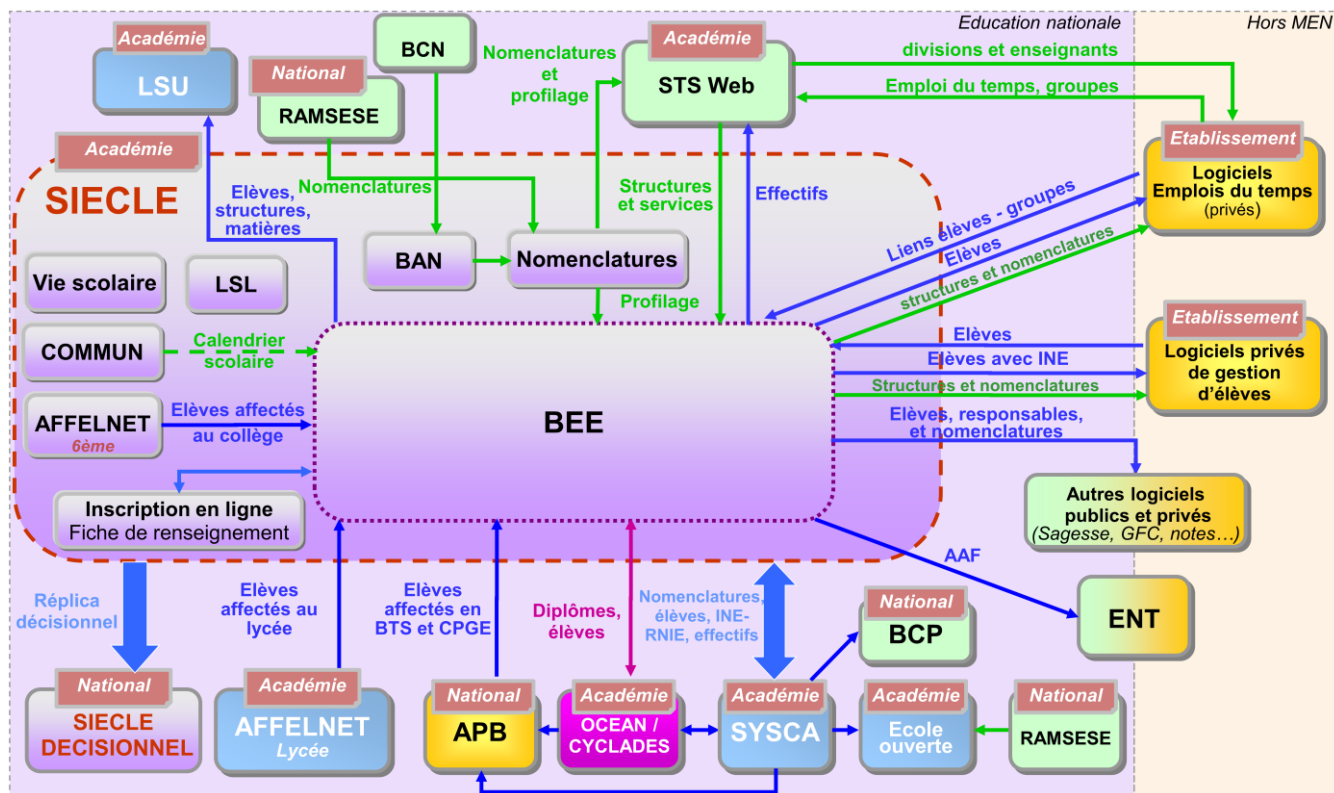 Education nationale
Hors MEN
Académie
LSU
National
RAMSESE
BCN
Nomenclatures
et
profilage
Académie
STS Web
divisions et enseignants
Emploi du temps, groupes
Etablissement
Logiciels
Emplois du temps
(privés)
Académie
SIECLE
Elèves,
structures,
matières
Nomenclatures
Structures
et services
Effectifs
Liens élèves - groupes
Elèves
structures et nomenclatures
BAN
Nomenclatures
Profilage
Vie scolaire
LSL
COMMUN
Calendrier
scolaire
AFFELNET
6ème
Elèves affectés
au collège
Inscription en ligne
Fiche de renseignement
BEE
Elèves
Elèves avec INE
Structures et nomenclatures
Elèves, responsables,
et nomenclatures
Etablissement
Logiciels privés
de gestion
d'élèves
Autres logiciels
publics et privés
(Sagesse, GFC, notes…)
AAF
ENT
Réplica
décisionnel
Elèves
affectés au
lycée
Elèves
affectés en
BTS et CPGE
Diplômes,
élèves
Nomenclatures,
élèves, INE-
RNIE, effectifs
National
BCP
National
SIECLE
DECISIONNEL
Académie
AFFELNET
Lycée
National
APB
Académie
OCEAN /
CYCLADES
Académie
SYSCA
Académie
Ecole
ouverte
National
RAMSESE